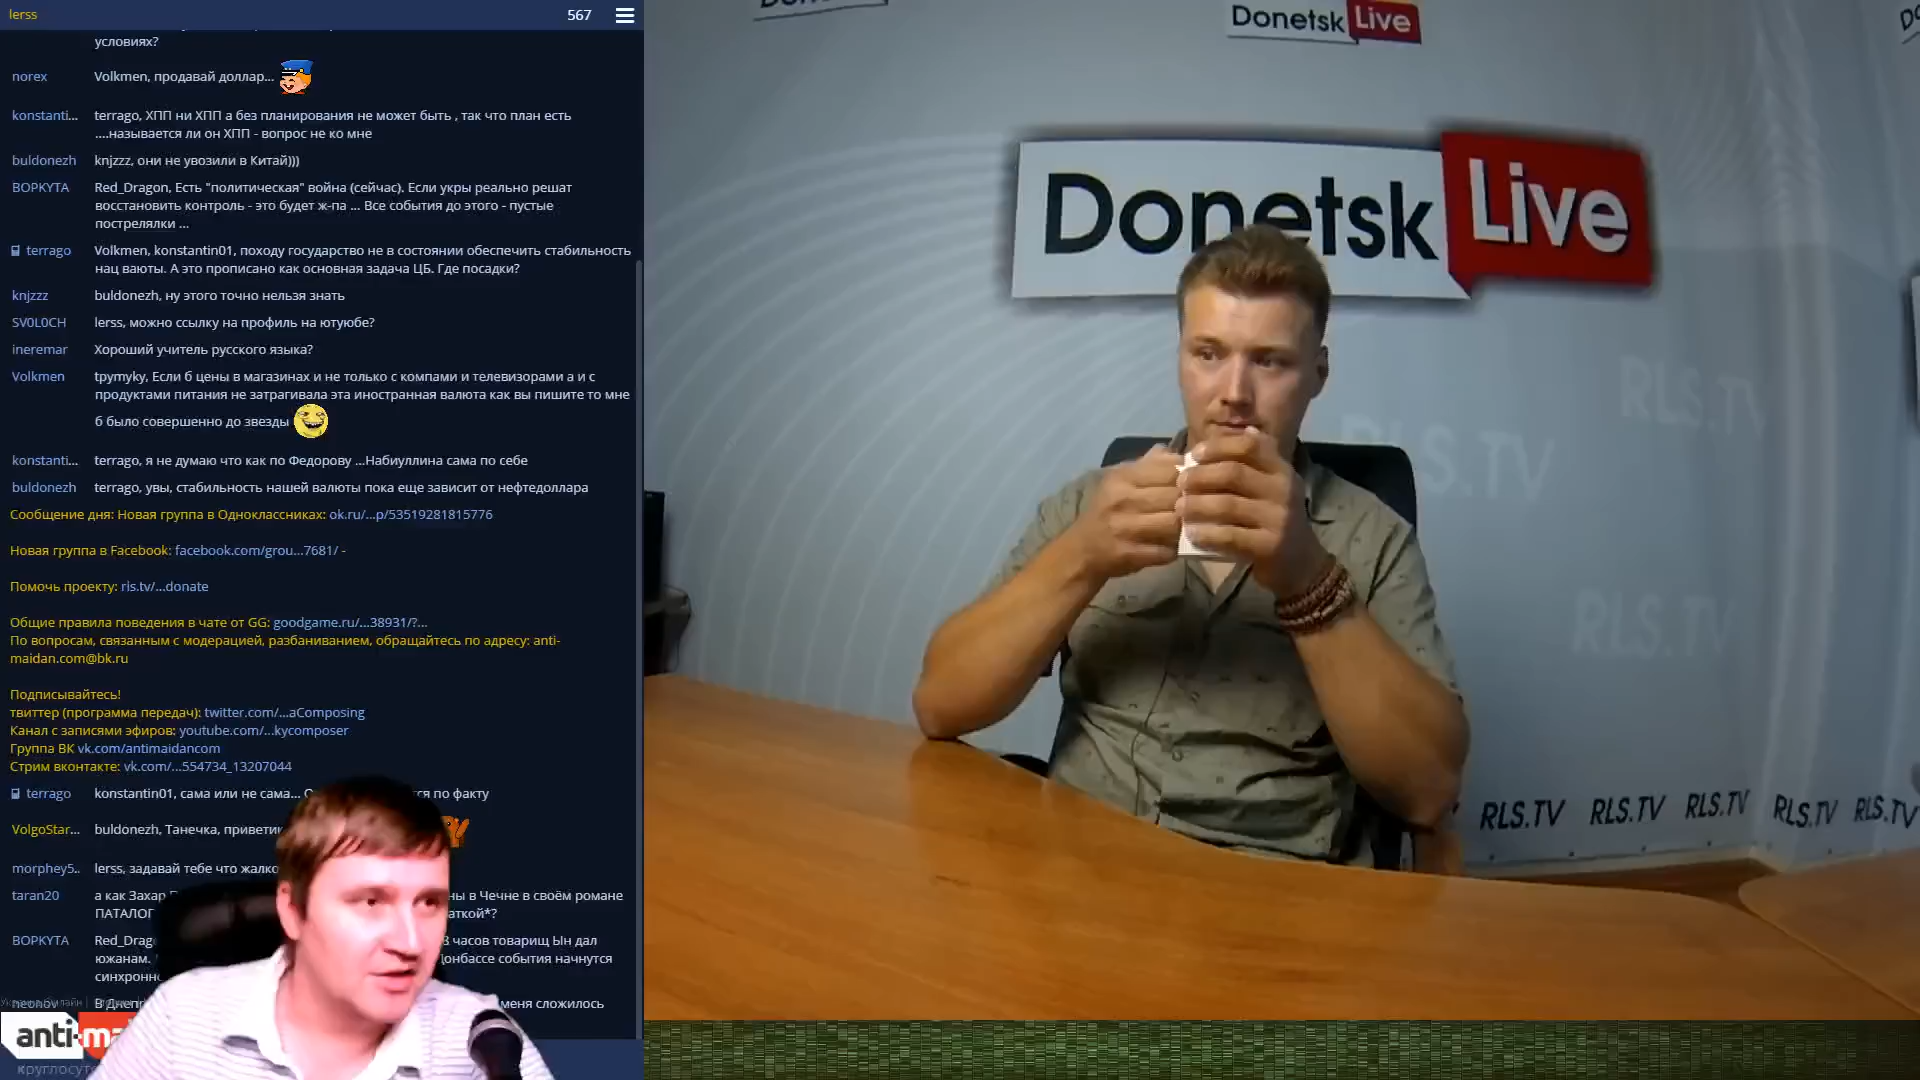 lerss
567
условиях?
norex
Volkmen, продавай доллар...
konstanti...
terrago, ХПП ни ХПП а без планирования не может быть , так что план есть
....называется ли он ХПП - вопрос не ко мне
buldonezh
knjzzz, они не увозили в Китай)))
ВОРКУТА
Red_Dragon, Есть "политическая" война (сейчас). Если укры реально решат
восстановить контроль - это будет ж-па ... Все события до этого - пустые
пострелялки ...
terrago
Volkmen, konstantin01, походу государство не в состоянии обеспечить стабильность
нац ваюты. А это прописано как основная задача ЦБ. Где посадки?
knjzzz
buldonezh, ну этого точно нельзя знать
SV0L0CH
lerss, можно ссылку на профиль на ютуюбе?
ineremar
Хороший учитель русского языка?
Volkmen
tpymyky, Если б цены в магазинах и не только с компами и телевизорами а и с
продуктами питания не затрагивала эта иностранная валюта как вы пишите то мне
б было совершенно до звезды
konstanti...
terrago, я не думаю что как по Федорову ...Набиуллина сама по себе
buldonezh
terrago, увы, стабильность нашей валюты пока еще зависит от нефтедоллара
Сообщение дня: Новая группа в Одноклассниках: ok.ru/...p/53519281815776
Новая группа в Facebook: facebook.com/grou...7681/ -
Помочь проекту: rls.tv/...donate
Общие правила поведения в чате от GG: goodgame.ru/...38931/?...
По вопросам, связанным с модерацией, разбаниванием, обращайтесь по адресу: anti-
maidan.com@bk.ru
Подписывайтесь!
твиттер (программа передач): twitter.com/...aComposing
Канал с записями эфиров: youtube.com/...kycomposer
Группа ВК vk.com/antimaidancom
Стрим вконтакте: vk.com/...554734_13207044
terrago
konstantin01, сама или не сама... по факту
VolgoStar...
buldonezh, Танечка,
morphey5..
lerss, задавай тебе что
taran20
а как Захар в Чечне в своём романе
ВОРКУТА
часов товарищ Ын дал
южанам. события начнутся
neonov
меня сложилось
anti-
Donetsk Live
Donetsk Live
RLS.TV
RLS.TV
RLS.TV
RLS.TV RLS.TV RLS.TV RLS.TV RLS.TV